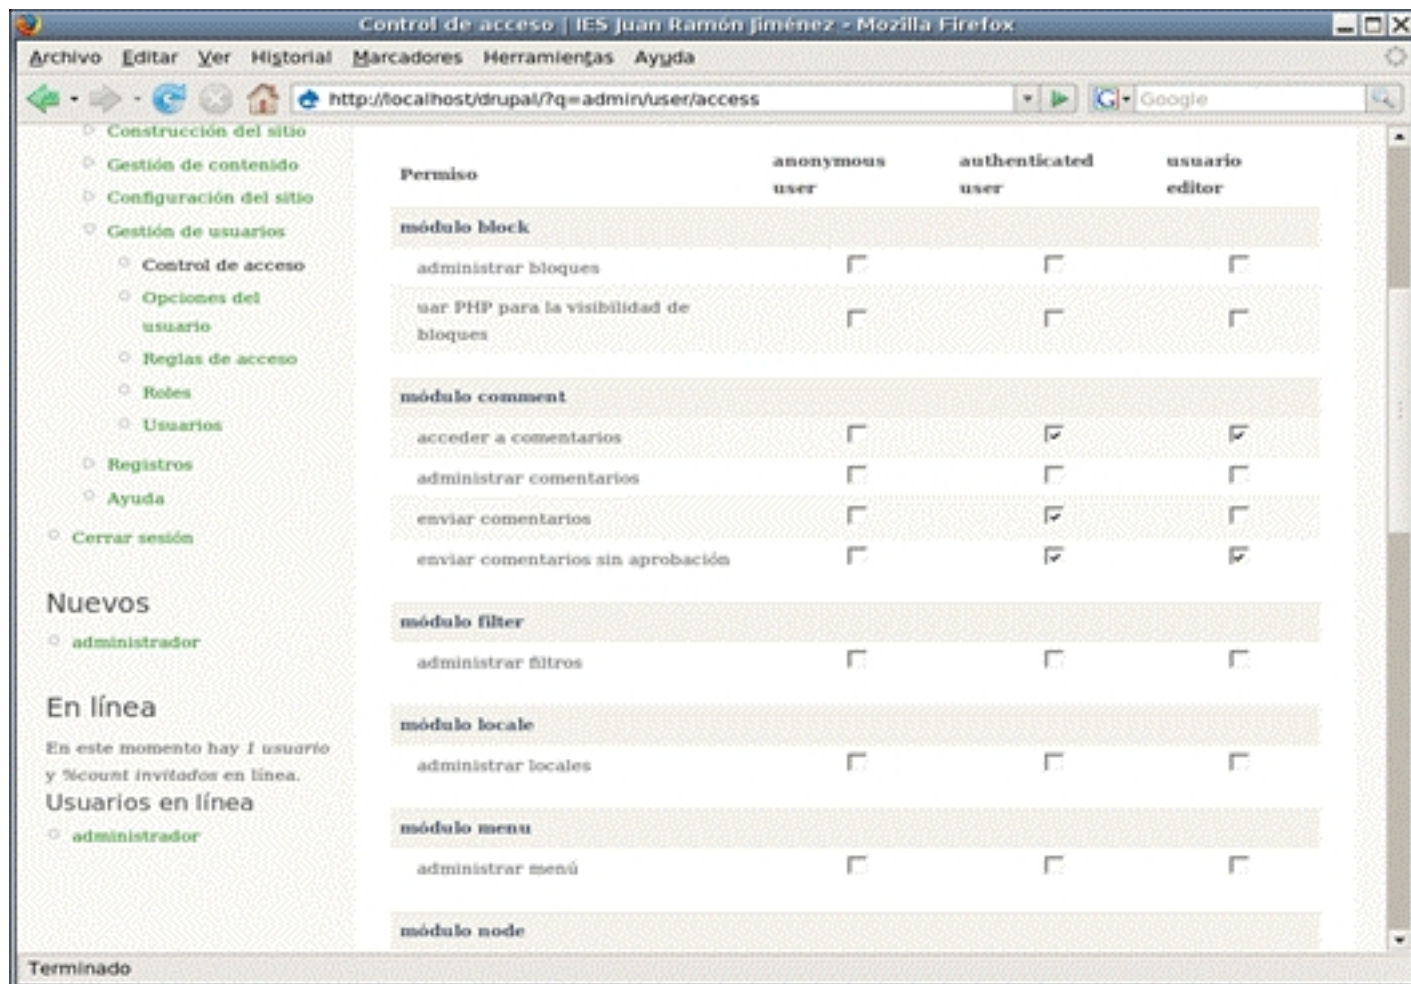 Control de acceso | IES Juan Ramón Jiménez - Mozilla Firefox
Archivo Editar Ver Historial Marcadores Herramientas Ayuda
http://localhost/drupal/?q=admin/user/access
Google
Construcción del sitio
Gestión de contenido
Configuración del sitio
Gestión de usuarios
Control de acceso
Opciones del
usuario
Reglas de acceso
Roles
Usuarios
Registros
Ayuda
Cerrar sesión
Nuevos
administrador
En línea
En este momento hay 1 usuario
y %count invitados en línea.
Usuarios en línea
administrador
Permiso
anonymous
user
authenticated
user
usuario
editor
módulo block
administrar bloques
uar PHP para la visibilidad de
bloques
módulo comment
acceder a comentarios
administrar comentarios
enviar comentarios
enviar comentarios sin aprobación
módulo filter
administrar filtros
módulo locale
administrar locales
módulo menu
administrar menú
módulo node
Terminado